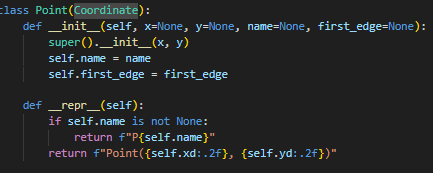 class Point(Coordinate):
    def __init__(self, x=None, y=None, name=None, first_edge=None):
        super().__init__(x, y)
        self.name = name
        self.first_edge = first_edge

    def __repr__(self):
        if self.name is not None:
            return f"P{self.name}"
        return f"Point({self.xd:.2f}, {self.yd:.2f})"